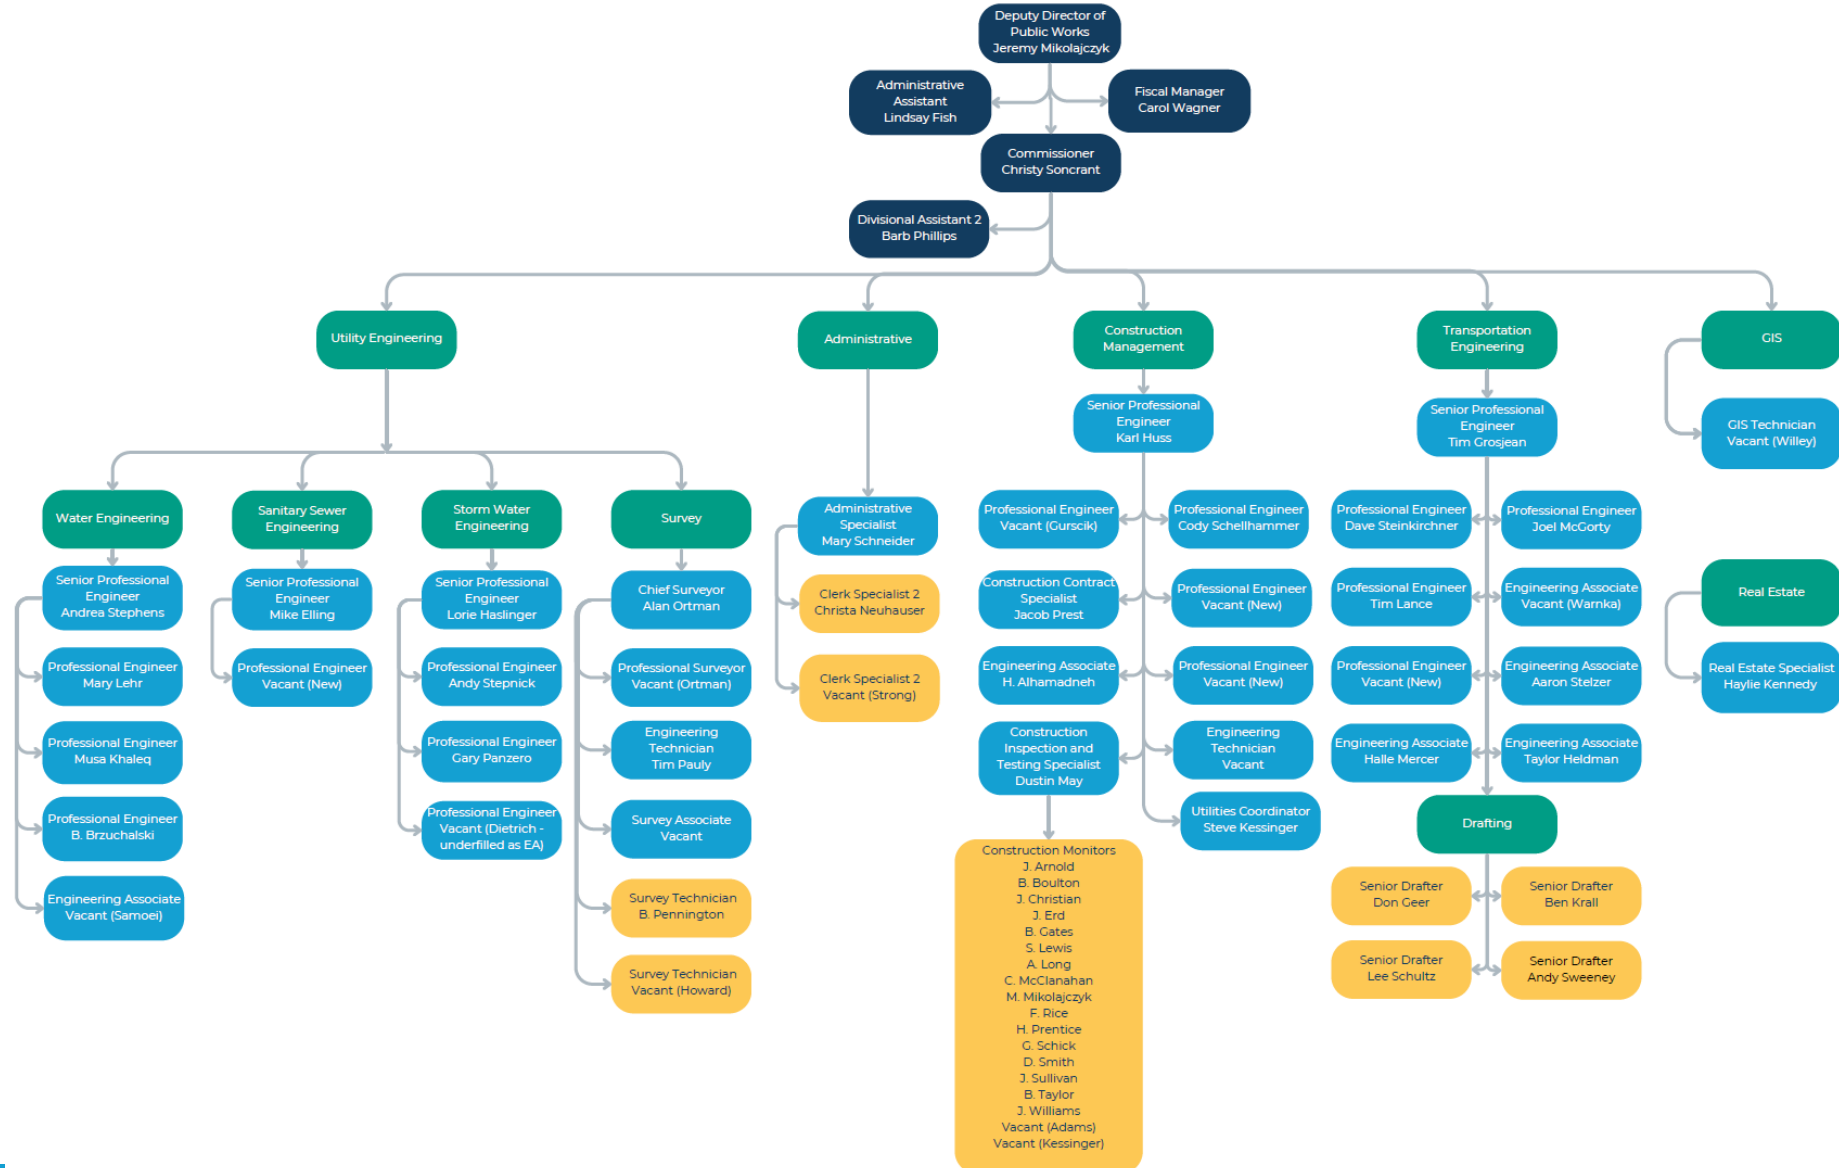 Deputy Director of
Public Works
Jeremy Mikolajczyk
Administrative
Assistant
Lindsay Fish
Fiscal Manager
Carol Wagner
Commissioner
Christy Soncrant
Divisional Assistant 2
Barb Phillips
Utility Engineering
Administrative
Construction
Management
Transportation
Engineering
GIS
Senior Professional
Engineer
Karl Huss
Senior Professional
Engineer
Tim Grosjean
GIS Technician
Vacant (Willey)
Water Engineering
Sanitary Sewer
Engineering
Storm Water
Engineering
Survey
Administrative
Specialist
Mary Schneider
Professional Engineer
Vacant (Gurscik)
Professional Engineer
Cody Schellhammer
Professional Engineer
Dave Steinkirchner
Professional Engineer
Joel McGorty
Senior Professional
Engineer
Andrea Stephens
Senior Professional
Engineer
Mike Elling
Senior Professional
Engineer
Lorie Haslinger
Chief Surveyor
Alan Ortman
Clerk Specialist 2
Christa Neuhauser
Construction Contract
Specialist
Jacob Prest
Professional Engineer
Vacant (New)
Professional Engineer
Tim Lance
Engineering Associate
Vacant (Warnka)
Real Estate
Professional Engineer
Mary Lehr
Professional Engineer
Vacant (New)
Professional Engineer
Andy Stepnick
Professional Surveyor
Vacant (Ortman)
Clerk Specialist 2
Vacant (Strong)
Engineering Associate
H. Alhamadneh
Professional Engineer
Vacant (New)
Professional Engineer
Vacant (New)
Engineering Associate
Aaron Stelzer
Real Estate Specialist
Haylie Kennedy
Professional Engineer
Musa Khaleq
Professional Engineer
Gary Panzero
Engineering
Technician
Tim Pauly
Construction
Inspection and
Testing Specialist
Dustin May
Engineering
Technician
Vacant
Engineering Associate
Halle Mercer
Engineering Associate
Taylor Heldman
Professional Engineer
B. Brzuchalski
Professional Engineer
Vacant (Dietrich -
underfilled as EA)
Survey Associate
Vacant
Utilities Coordinator
Steve Kessinger
Drafting
Engineering Associate
Vacant (Samoei)
Survey Technician
B. Pennington
Construction Monitors
J. Arnold
B. Boulton
J. Christian
J. Erd
B. Gates
S. Lewis
A. Long
C. McClanahan
M. Mikolajczyk
F. Rice
H. Prentice
G. Schick
D. Smith
J. Sullivan
B. Taylor
J. Williams
Vacant (Adams)
Vacant (Kessinger)
Senior Drafter
Don Geer
Senior Drafter
Ben Krall
Survey Technician
Vacant (Howard)
Senior Drafter
Lee Schultz
Senior Drafter
Andy Sweeney